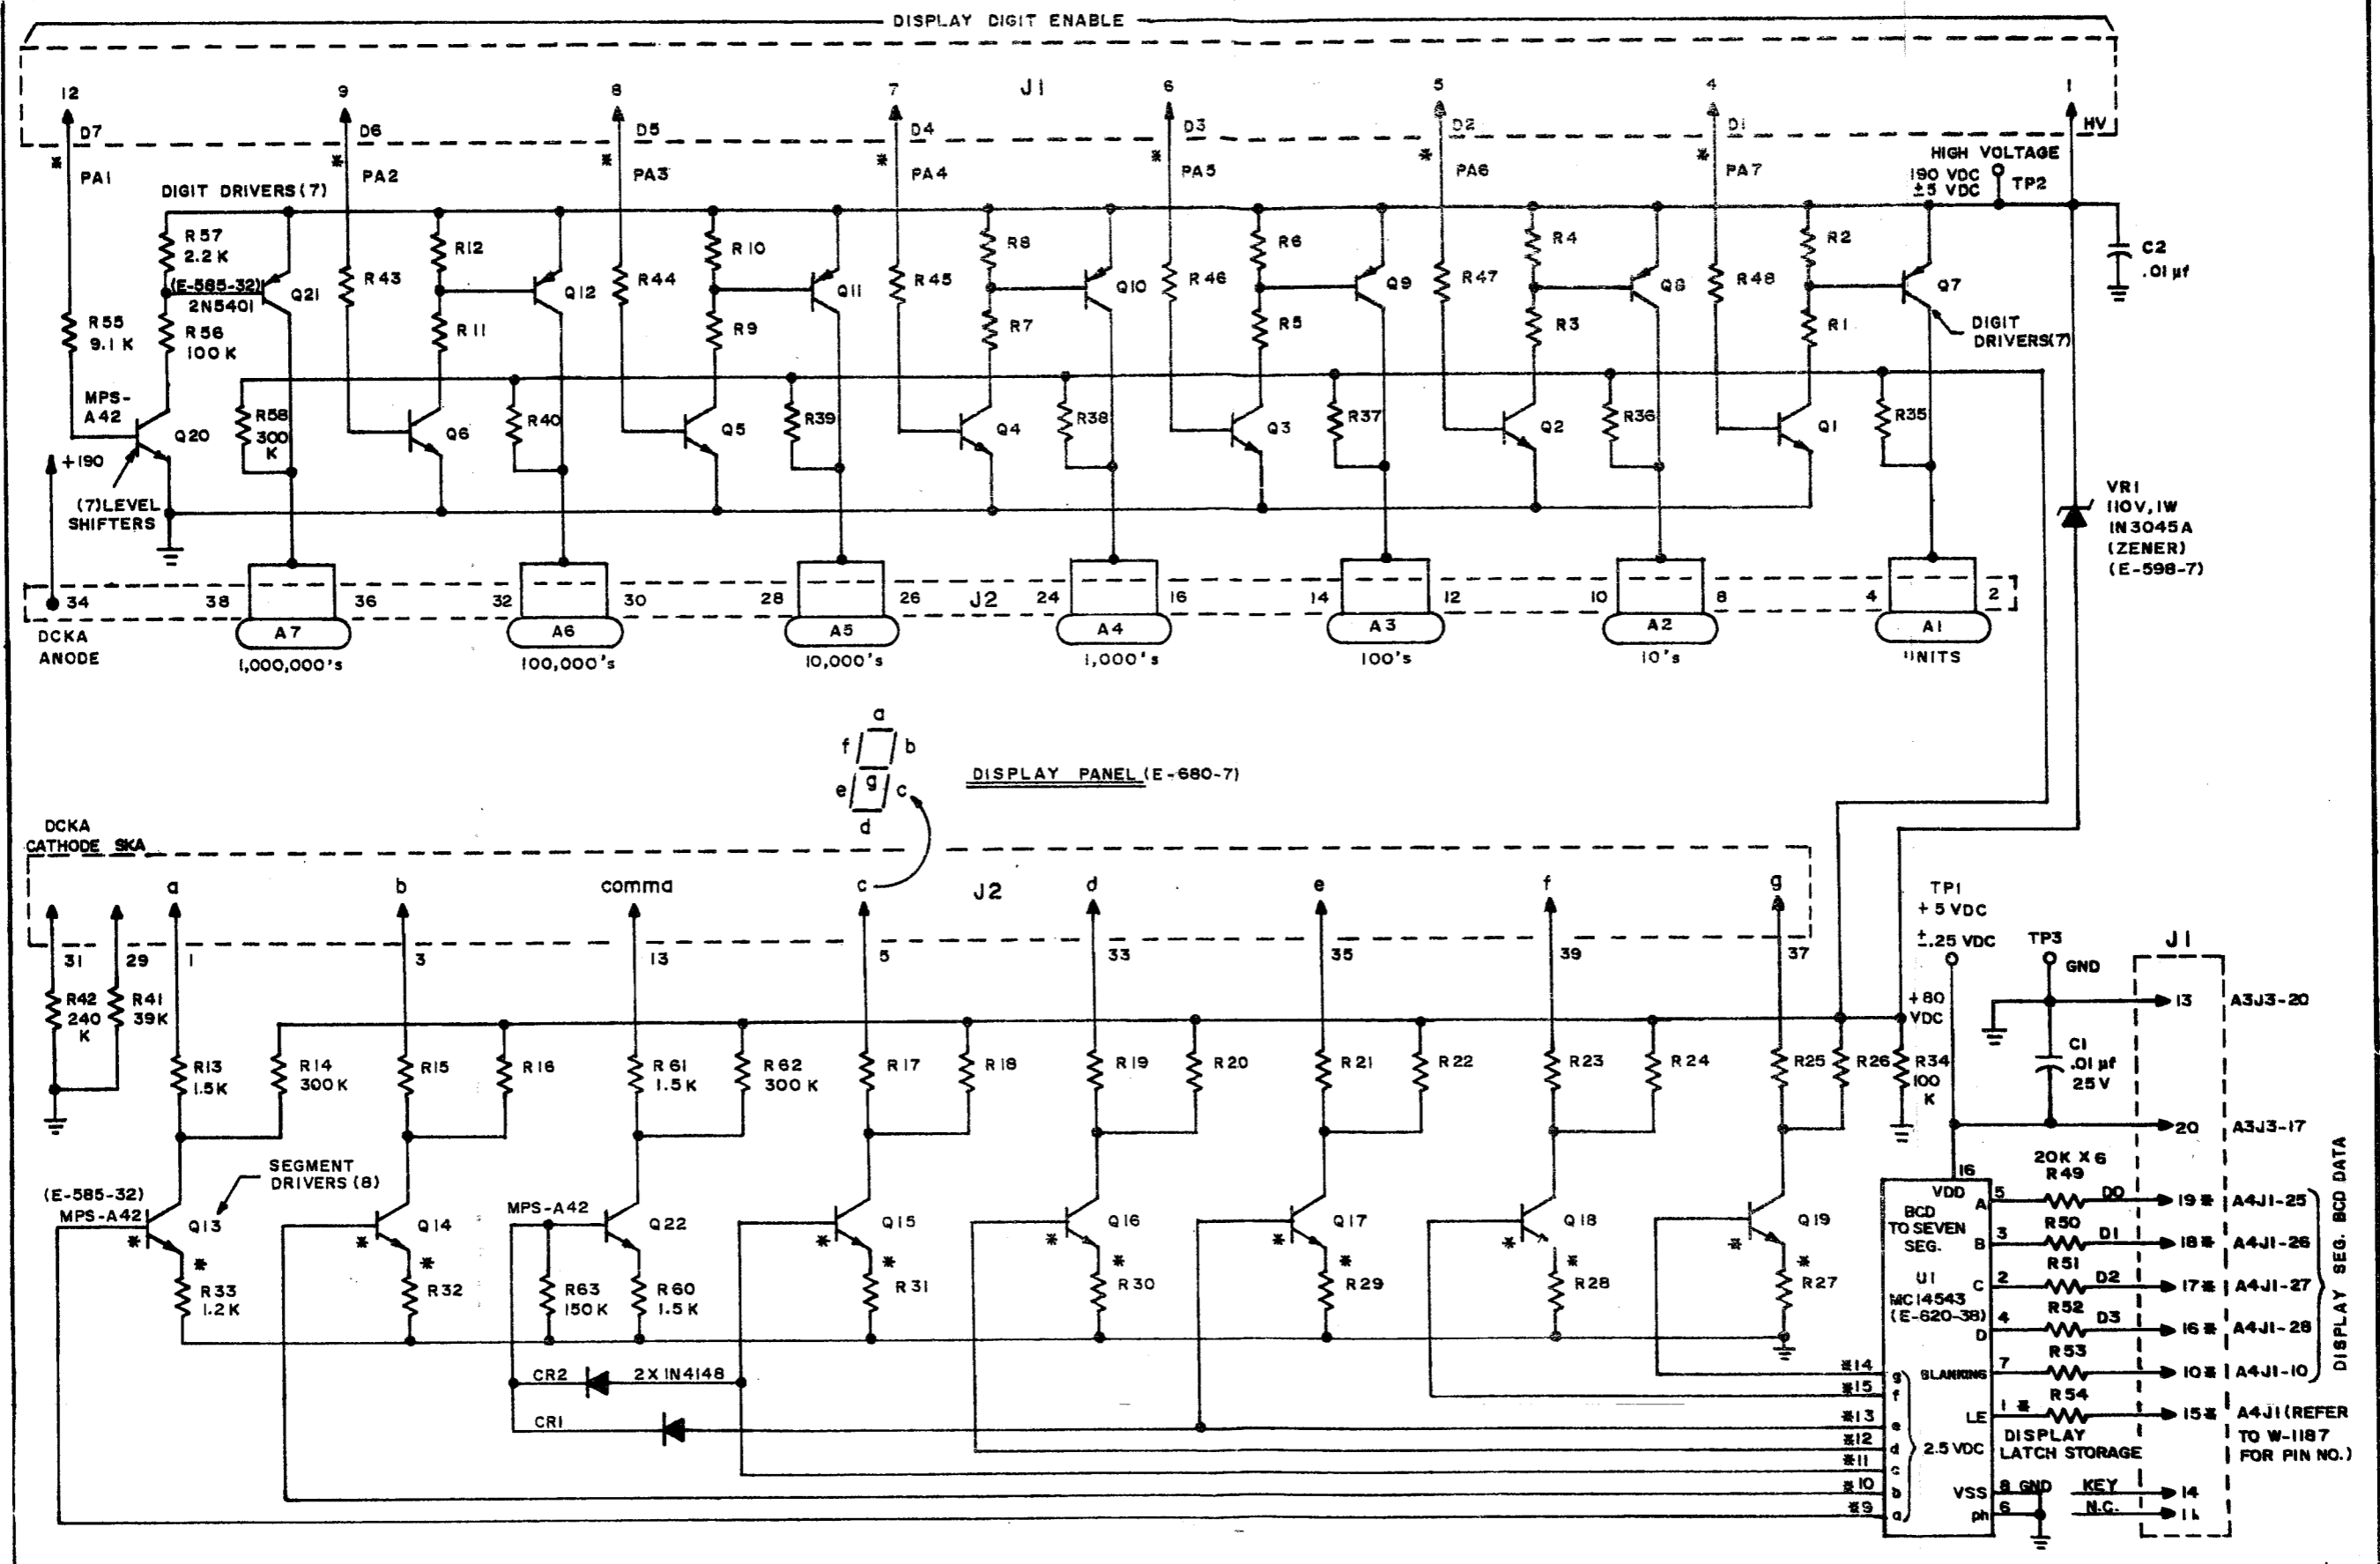 DISPLAY DIGIT ENABLE
12
9
8
7
J1
6
5
4
1
D7
D6
D5
D4
D3
D2
D1
HV
* PA1
* PA2
* PA3
* PA4
* PA5
* PA6
* PA7
HIGH VOLTAGE
190 VDC
±5 VDC
TP2
DIGIT DRIVERS (7)
R57
2.2 K
(E-585-32)
2N5401
Q21
R43
R12
Q12
R44
R10
Q11
R45
R8
Q10
R46
R6
Q9
R47
R4
Q8
R48
R2
Q7
C2
.01 µf
R55
9.1 K
R56
100 K
R11
R9
R7
R5
R3
R1
DIGIT
DRIVERS(7)
MPS-
A42
Q20
R58
300
K
Q6
R40
Q5
R39
Q4
R38
Q3
R37
Q2
R36
Q1
R35
+190
(7) LEVEL
SHIFTERS
VR1
110V, 1W
1N3045A
(ZENER)
(E-598-7)
34
38
36
32
30
28
26
J2
24
16
14
12
10
8
4
2
DCKA
ANODE
A7
A6
A5
A4
A3
A2
A1
1,000,000's
100,000's
10,000's
1,000's
100's
10's
UNITS
a
f
b
g
e
c
d
DISPLAY PANEL (E-680-7)
DCKA
CATHODE SKA
a
b
comma
c
J2
d
e
f
g
31
29
1
3
13
5
33
35
39
37
TP1
+ 5 VDC
±.25 VDC
TP3
GND
J1
R42
240
K
R41
39K
+80
VDC
13
A3J3-20
R13
1.5K
R14
300 K
R15
R16
R61
1.5K
R62
300 K
R17
R18
R19
R20
R21
R22
R23
R24
R25
R26
R34
100
K
C1
.01 µf
25 V
20
A3J3-17
SEGMENT
DRIVERS (8)
(E-585-32)
MPS-A42
Q13
Q14
MPS-A42
Q22
Q15
Q16
Q17
Q18
Q19
*
*
*
*
*
*
*
*
*
*
*
*
*
*
R33
1.2K
R32
R63
150K
R60
1.5K
R31
R30
R29
R28
R27
CR2
2X 1N4148
CR1
16
VDD
BCD
TO SEVEN
SEG.
U1
MC14543
(E-620-38)
20K X 6
A 5 R49 D0 19* A4J1-25
B 3 R50 D1 18* A4J1-26
C 2 R51 D2 17* A4J1-27
D 4 R52 D3 16* A4J1-28
BLANKING 7 R53 10* A4J1-10
LE 1 * R54 15* A4J1 (REFER
TO W-1187
FOR PIN NO.)
DISPLAY
LATCH STORAGE
DISPLAY SEG. BCD DATA
*14 g
*15 f
*13 e
*12 d
*11 c
*10 b
*9 a
2.5 VDC
VSS 8 GND
KEY 14
ph 6
N.C.